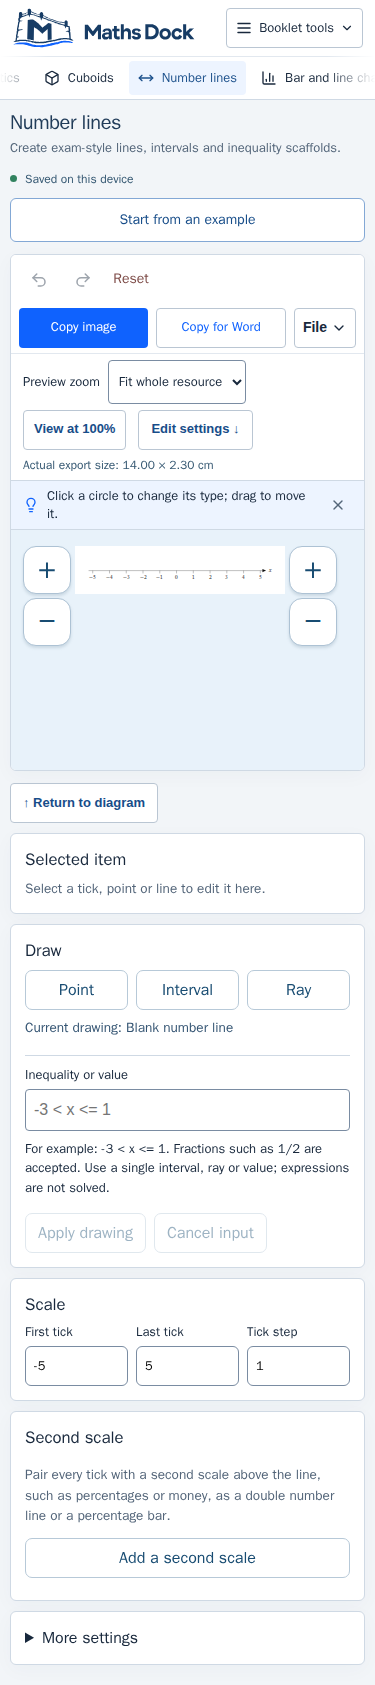 Maths Dock
Booklet tools
ics Cuboids Number lines Bar and line cha
Number lines
Create exam-style lines, intervals and inequality scaffolds.
Saved on this device
Start from an example
Reset
Copy image Copy for Word File
Preview zoom Fit whole resource
View at 100% Edit settings ↓
Actual export size: 14.00 × 2.30 cm
Click a circle to change its type; drag to move
it.
+ +
−5 −4 −3 −2 −1 0 1 2 3 4 5 x
− −
↑ Return to diagram
Selected item
Select a tick, point or line to edit it here.
Draw
Point Interval Ray
Current drawing: Blank number line
Inequality or value
-3 < x <= 1
For example: -3 < x <= 1. Fractions such as 1/2 are
accepted. Use a single interval, ray or value; expressions
are not solved.
Apply drawing Cancel input
Scale
First tick Last tick Tick step
-5 5 1
Second scale
Pair every tick with a second scale above the line,
such as percentages or money, as a double number
line or a percentage bar.
Add a second scale
More settings